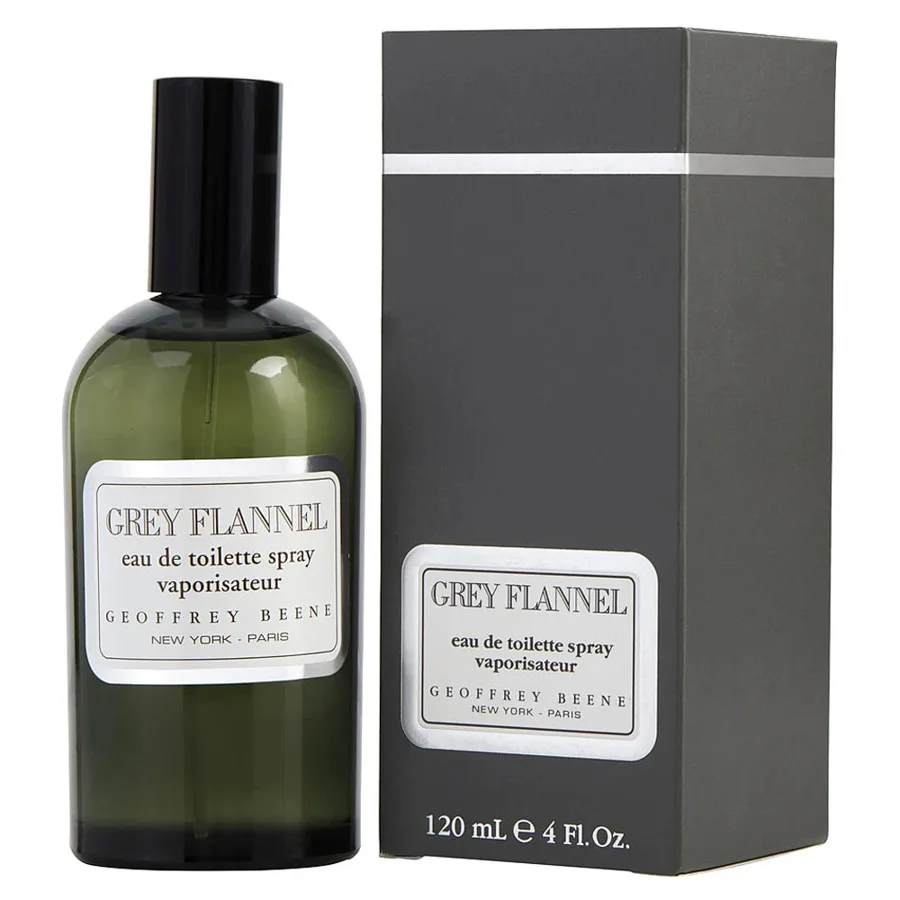 GREY FLANNEL
eau de toilette spray
vaporisateur
GEOFFREY BEENE
NEW YORK - PARIS
GREY FLANNEL
eau de toilette spray
vaporisateur
GEOFFREY BEENE
NEW YORK - PARIS
120 mL ℮ 4 Fl. Oz.